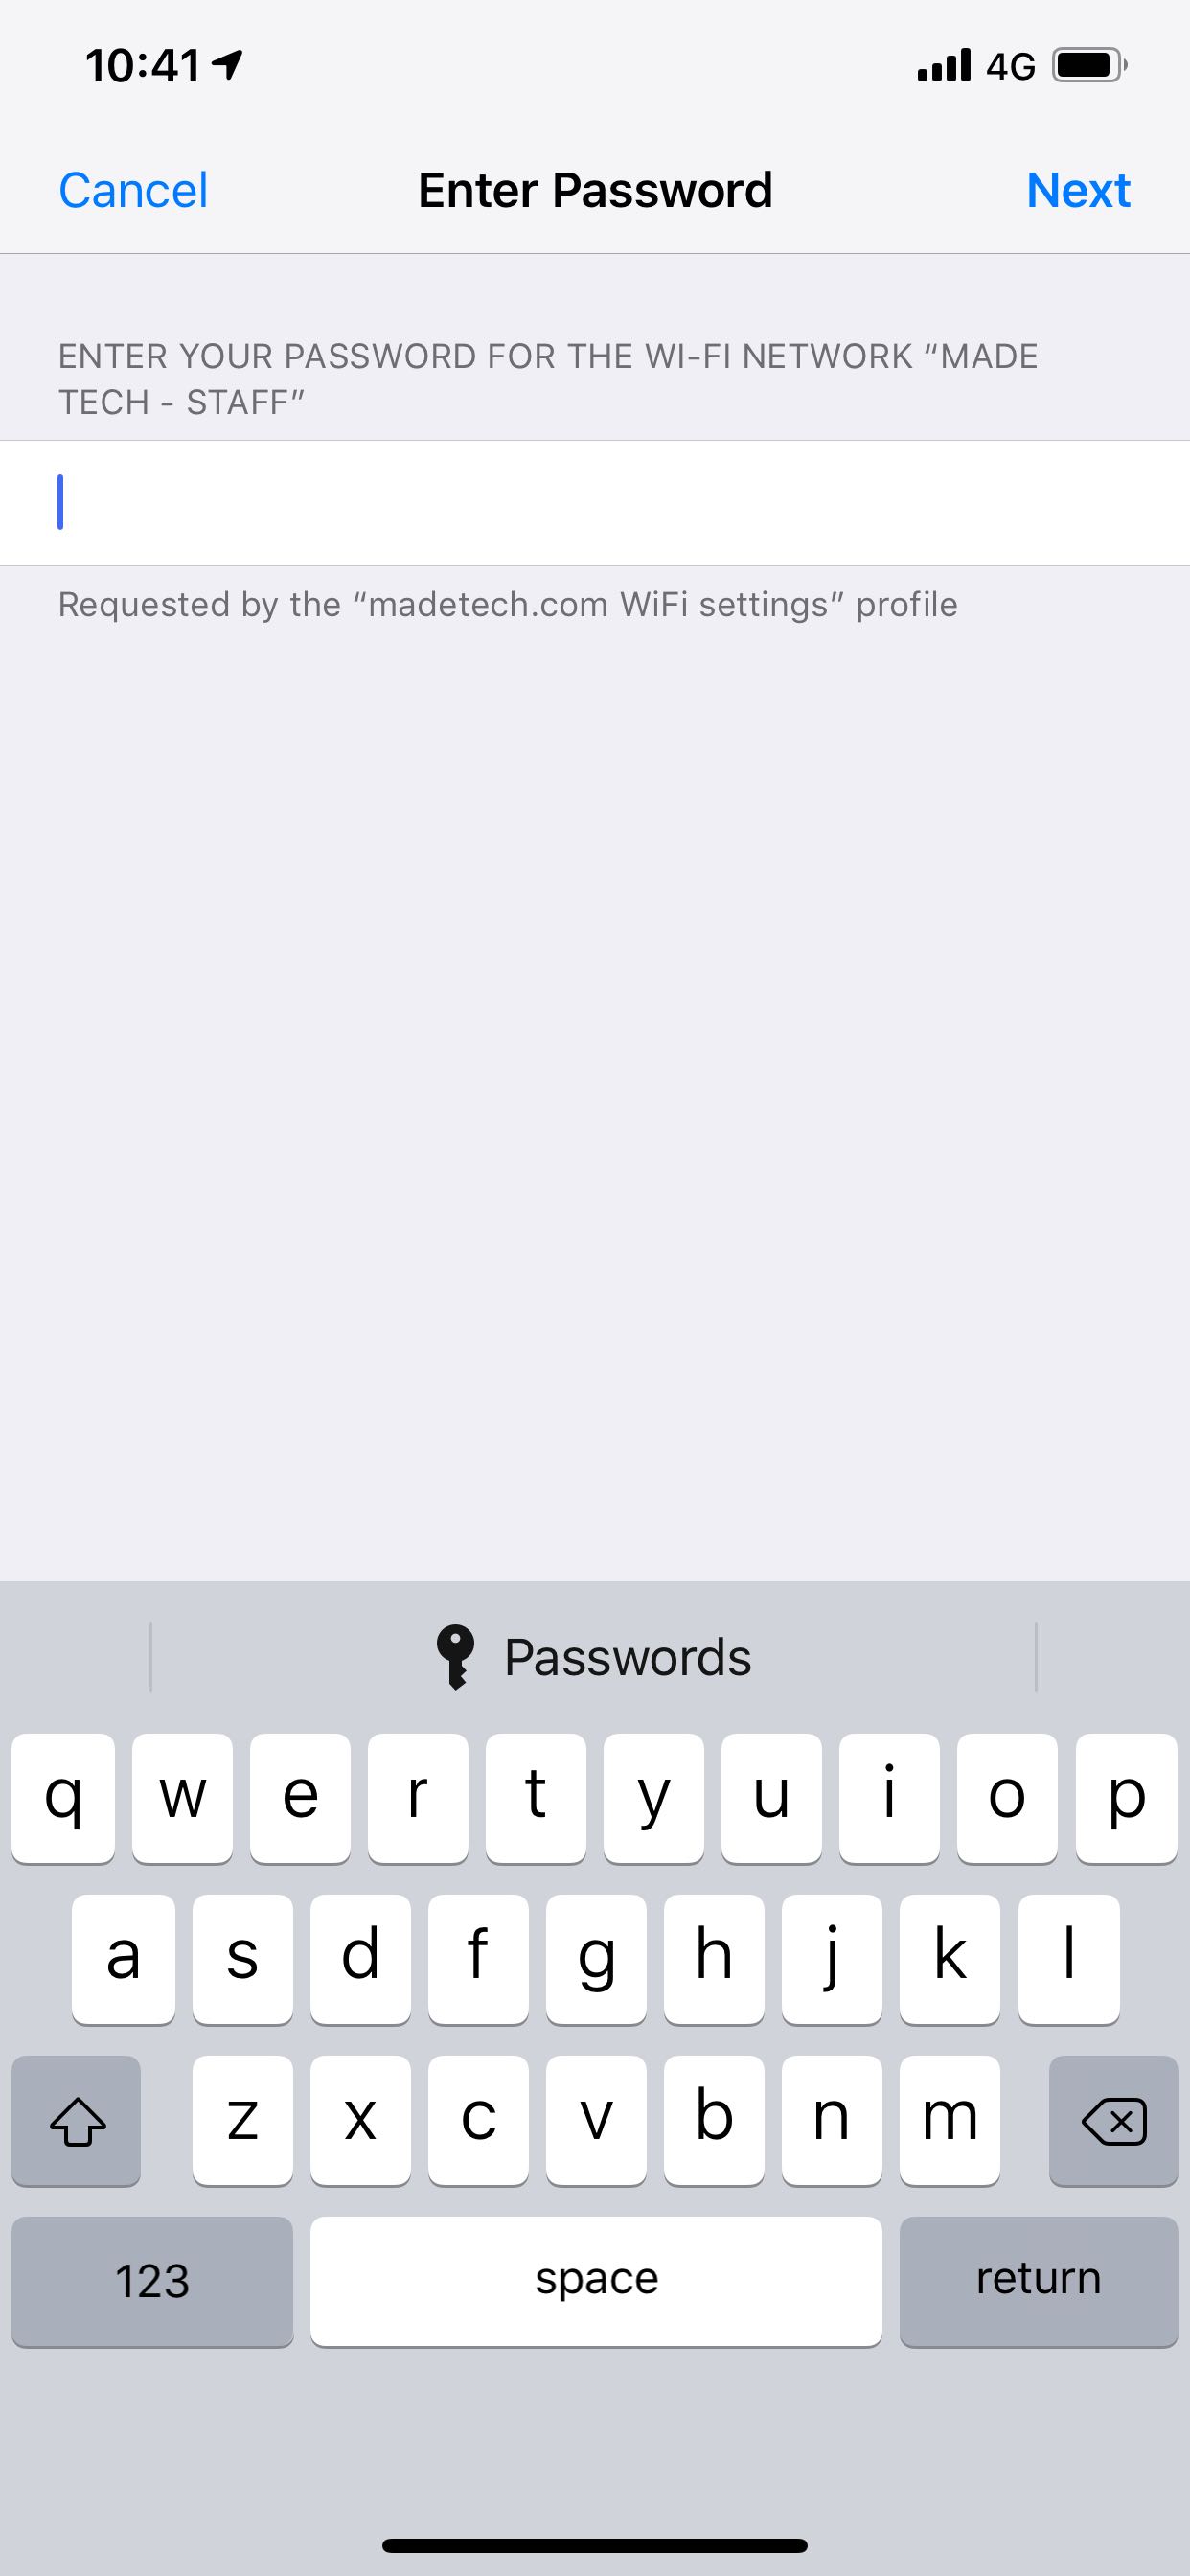 10:41 4G
Cancel Enter Password Next
ENTER YOUR PASSWORD FOR THE WI-FI NETWORK “MADE
TECH - STAFF”
Requested by the “madetech.com WiFi settings” profile
Passwords
q w e r t y u i o p
a s d f g h j k l
z x c v b n m
123 space return